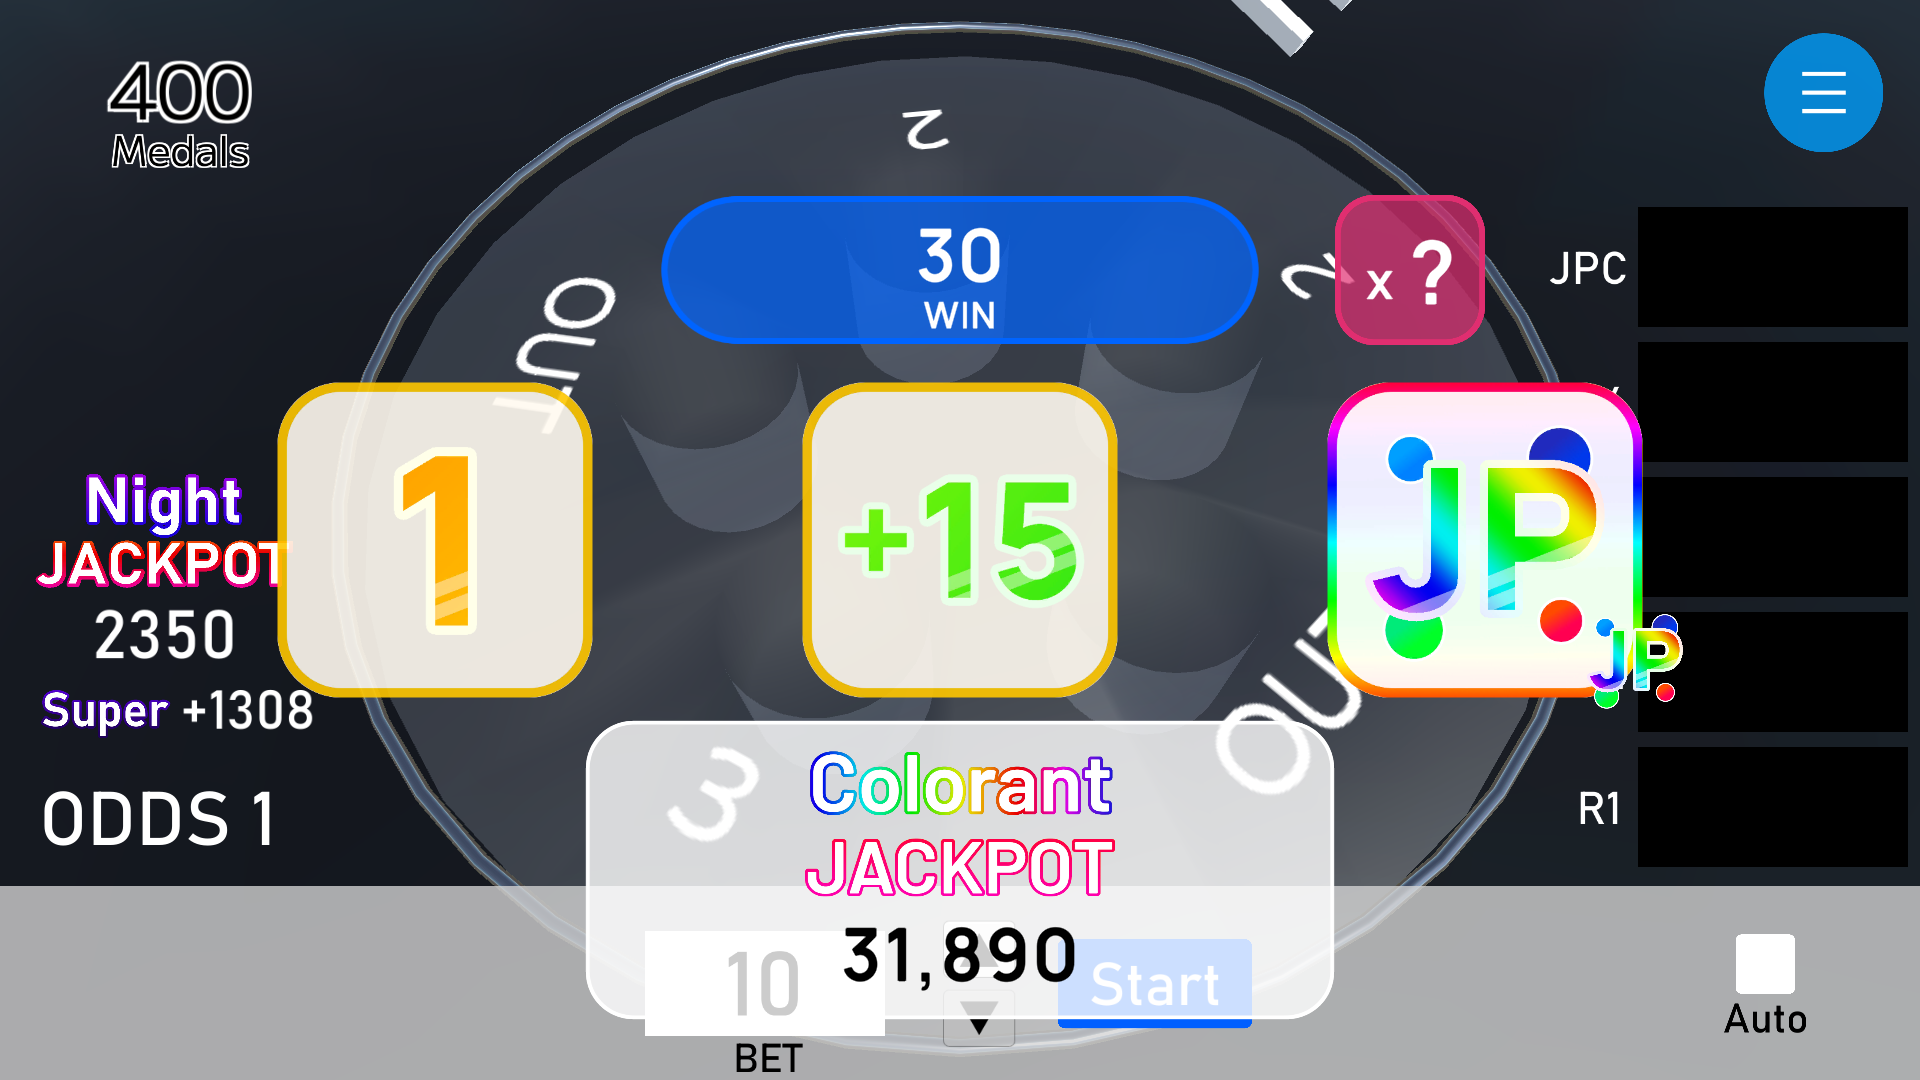 400
Medals
2
30
WIN
x ?
2
JPC
OUT
1
+15
JP
Night
JACKPOT
2350
Super +1308
JP
OUT
3
Colorant
JACKPOT
31,890
ODDS 1
R1
10
Start
BET
Auto